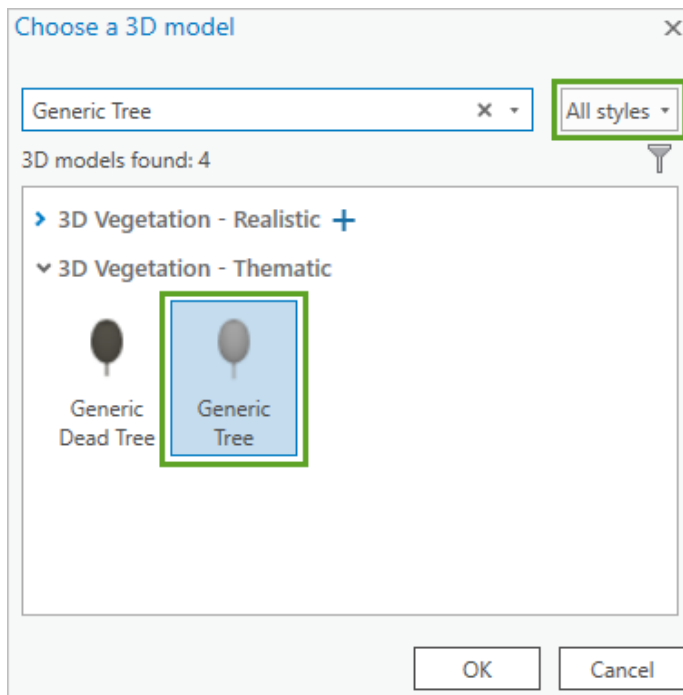 Choose a 3D model
Generic Tree
All styles
3D models found: 4
3D Vegetation - Realistic
3D Vegetation - Thematic
Generic
Dead Tree
Generic
Tree
OK
Cancel